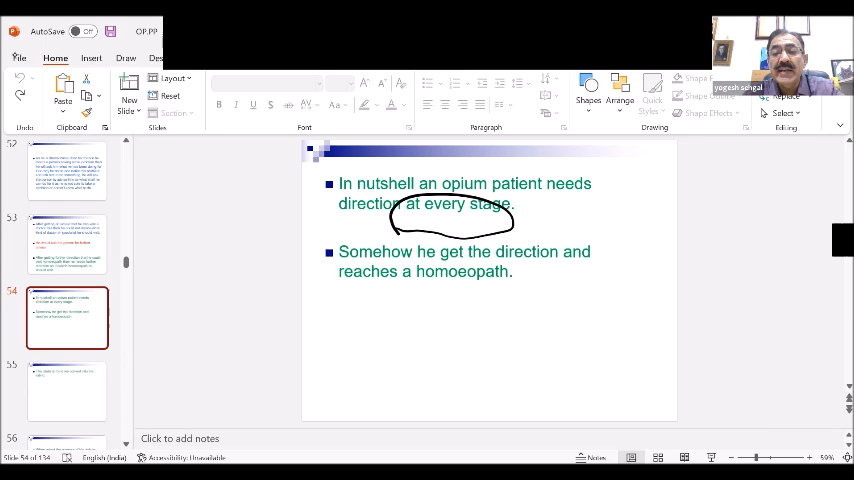 AutoSave
Off
OP.PP
File
Home
Insert
Draw
Des
Paste
New
Slide
Layout
Reset
Section
Shapes
Arrange
Quick
Styles
Shape Effects
Replace
Select
yogesh sehgal
Undo
Clipboard
Slides
Font
Paragraph
Drawing
Editing
52
53
54
55
56
In nutshell an opium patient needs
direction at every stage.
Somehow he get the direction and
reaches a homoeopath.
Click to add notes
Slide 54 of 134
English (India)
Accessibility: Unavailable
Notes
59%